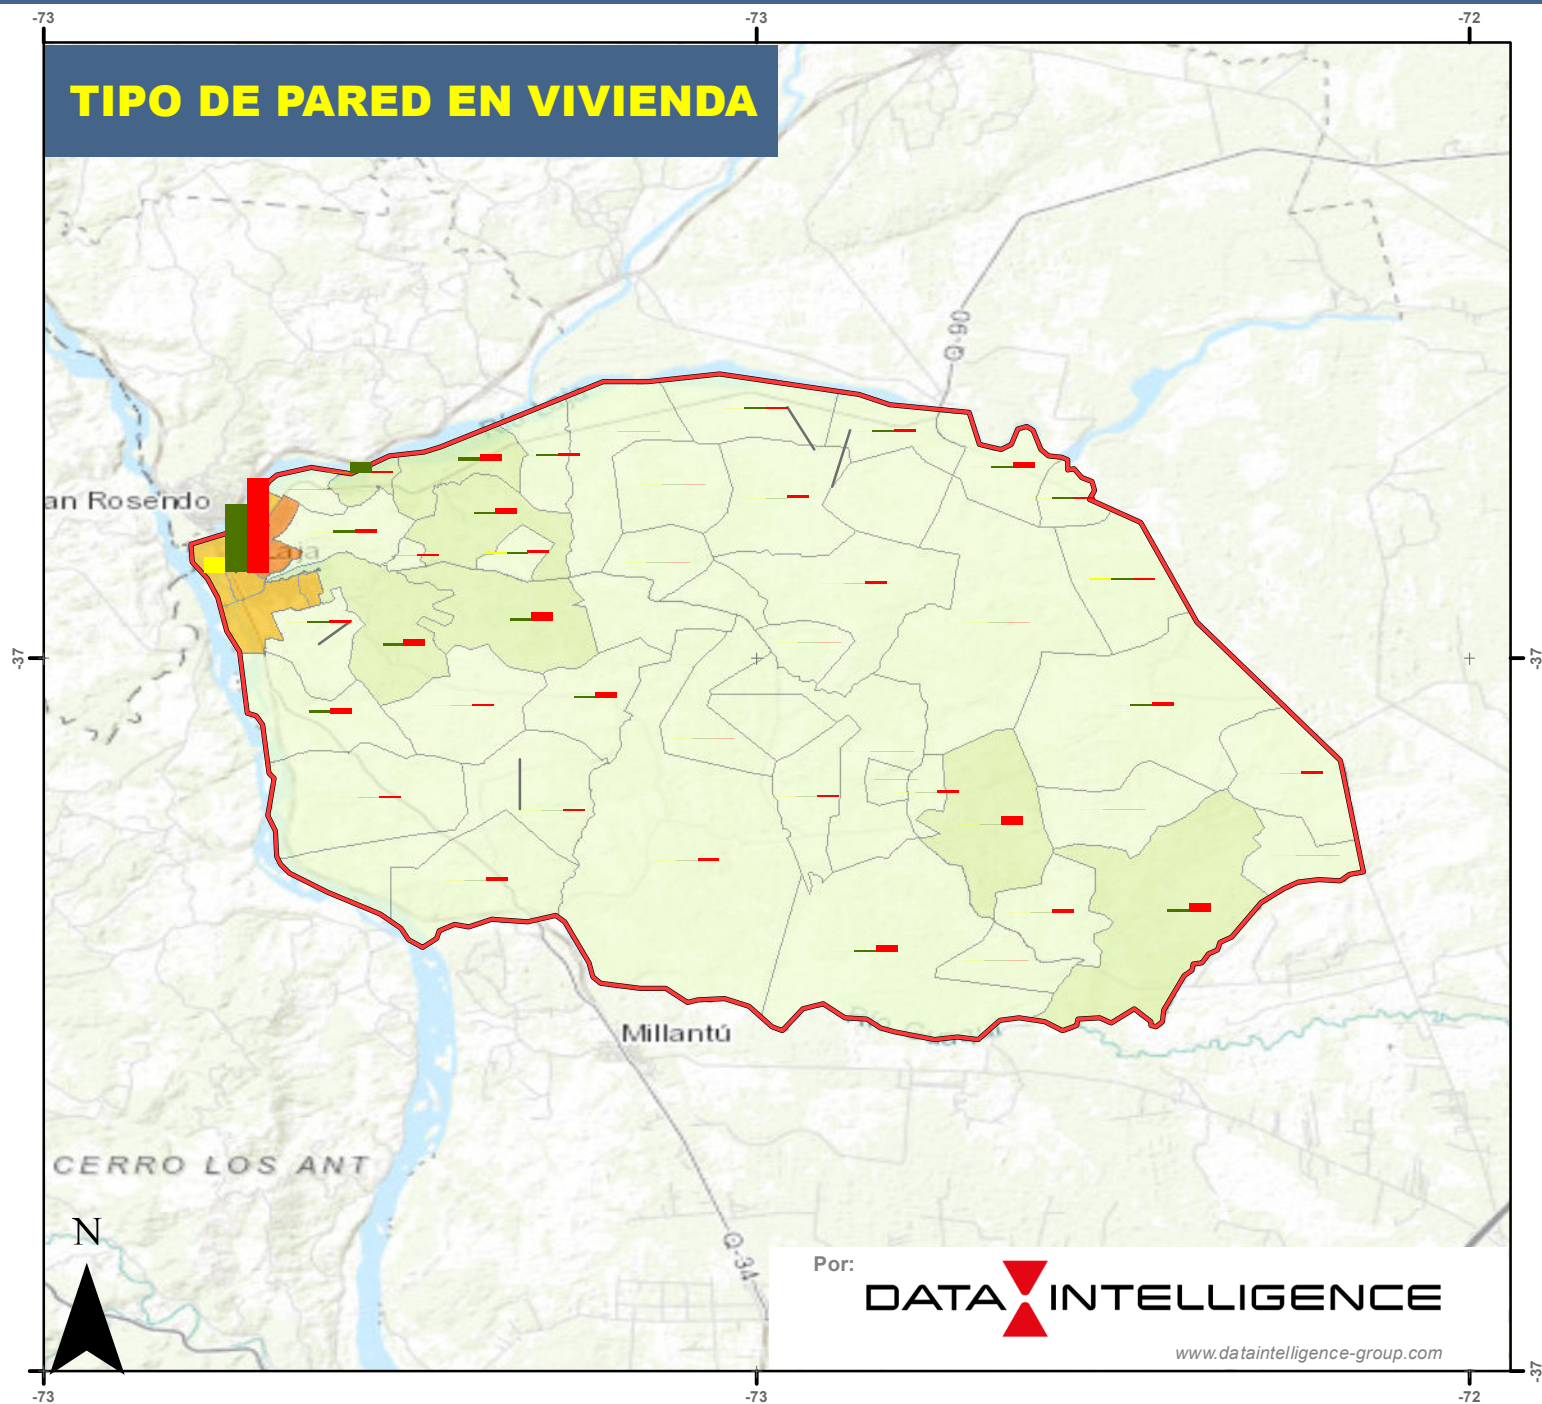 -73
-73
-72
TIPO DE PARED EN VIVIENDA
Q-90
an Rosendo
Laja
-37
-37
Millantú
CERRO LOS ANT
N
Q-34
Por:
DATA INTELLIGENCE
www.dataintelligence-group.com
-37
-73
-73
-72